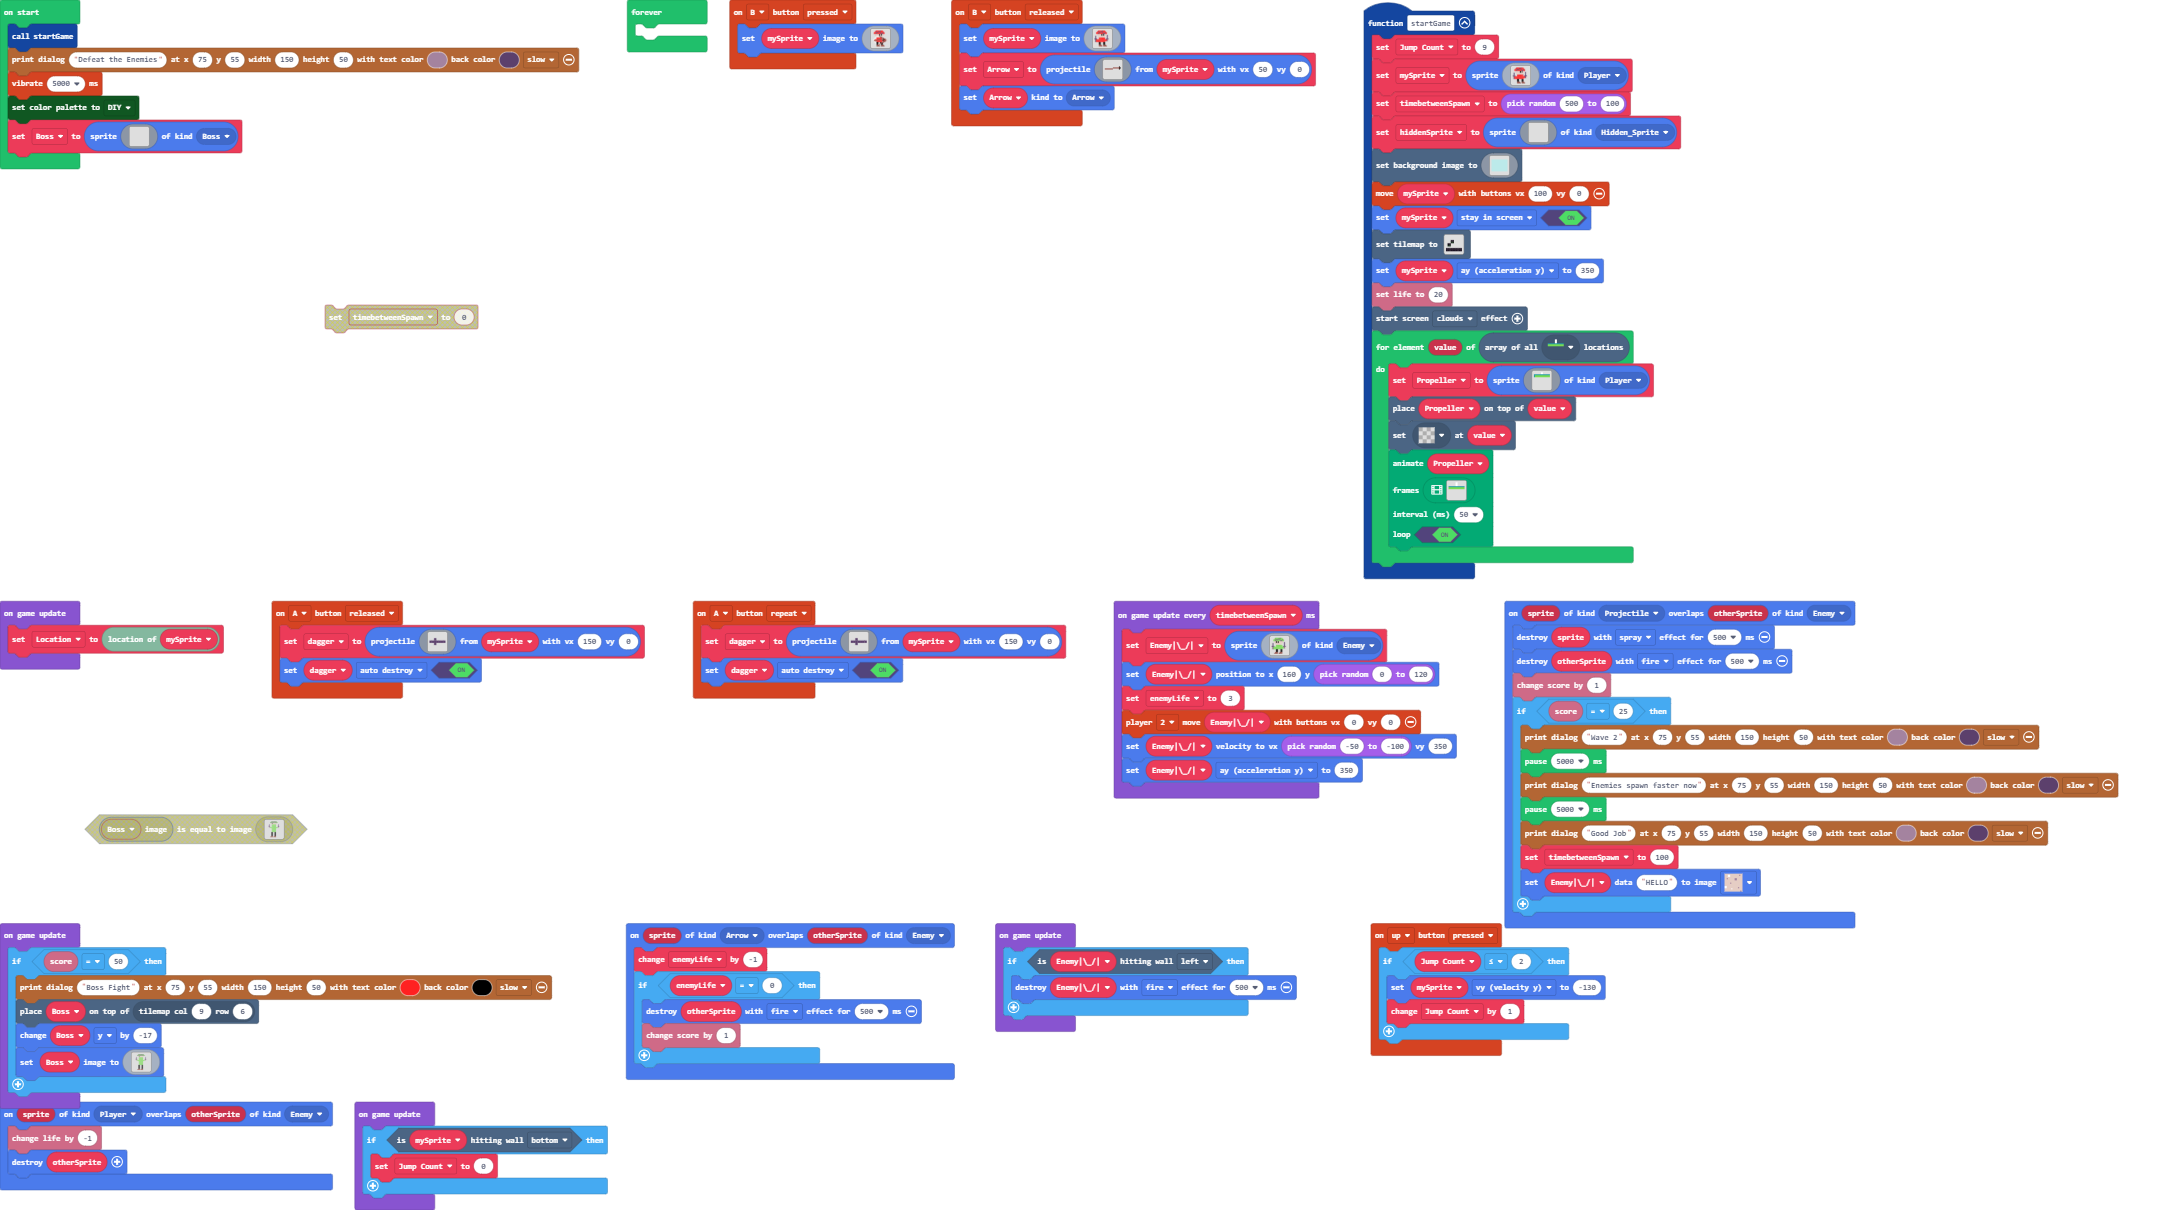 on start
call startGame
print dialog "Defeat the Enemies" at x 75 y 55 width 150 height 50 with text color back color slow
vibrate 5000 ms
set color palette to DIY
set Boss to sprite of kind Boss
forever
on B button pressed
set mySprite image to
on B button released
set mySprite image to
set Arrow to projectile from mySprite with vx 50 vy 0
set Arrow kind to Arrow
function startGame
set Jump Count to 9
set mySprite to sprite of kind Player
set timebetweenSpawn to pick random 500 to 100
set hiddenSprite to sprite of kind Hidden_Sprite
set background image to
move mySprite with buttons vx 100 vy 0
set mySprite stay in screen ON
set tilemap to
set mySprite ay (acceleration y) to 350
set life to 20
start screen clouds effect
for element value of array of all locations
do
set Propeller to sprite of kind Player
place Propeller on top of value
set at value
animate Propeller
frames
interval (ms) 50
loop ON
set timebetweenSpawn to 0
on game update
set Location to location of mySprite
on A button released
set dagger to projectile from mySprite with vx 150 vy 0
set dagger auto destroy ON
on A button repeat
set dagger to projectile from mySprite with vx 150 vy 0
set dagger auto destroy ON
on game update every timebetweenSpawn ms
set Enemy|\_/| to sprite of kind Enemy
set Enemy|\_/| position to x 160 y pick random 0 to 120
set enemyLife to 3
player 2 move Enemy|\_/| with buttons vx 0 vy 0
set Enemy|\_/| velocity to vx pick random -50 to -100 vy 350
set Enemy|\_/| ay (acceleration y) to 350
on sprite of kind Projectile overlaps otherSprite of kind Enemy
destroy sprite with spray effect for 500 ms
destroy otherSprite with fire effect for 500 ms
change score by 1
if score = 25 then
print dialog "Wave 2" at x 75 y 55 width 150 height 50 with text color back color slow
pause 5000 ms
print dialog "Enemies spawn faster now" at x 75 y 55 width 150 height 50 with text color back color slow
pause 5000 ms
print dialog "Good Job" at x 75 y 55 width 150 height 50 with text color back color slow
set timebetweenSpawn to 100
set Enemy|\_/| data "HELLO" to image
Boss image is equal to image
on game update
if score = 50 then
print dialog "Boss Fight" at x 75 y 55 width 150 height 50 with text color back color slow
place Boss on top of tilemap col 9 row 6
change Boss y by -17
set Boss image to
on sprite of kind Arrow overlaps otherSprite of kind Enemy
change enemyLife by -1
if enemyLife = 0 then
destroy otherSprite with fire effect for 500 ms
change score by 1
on game update
if is Enemy|\_/| hitting wall left then
destroy Enemy|\_/| with fire effect for 500 ms
on up button pressed
if Jump Count ≤ 2 then
set mySprite vy (velocity y) to -130
change Jump Count by 1
on sprite of kind Player overlaps otherSprite of kind Enemy
change life by -1
destroy otherSprite
on game update
if is mySprite hitting wall bottom then
set Jump Count to 0